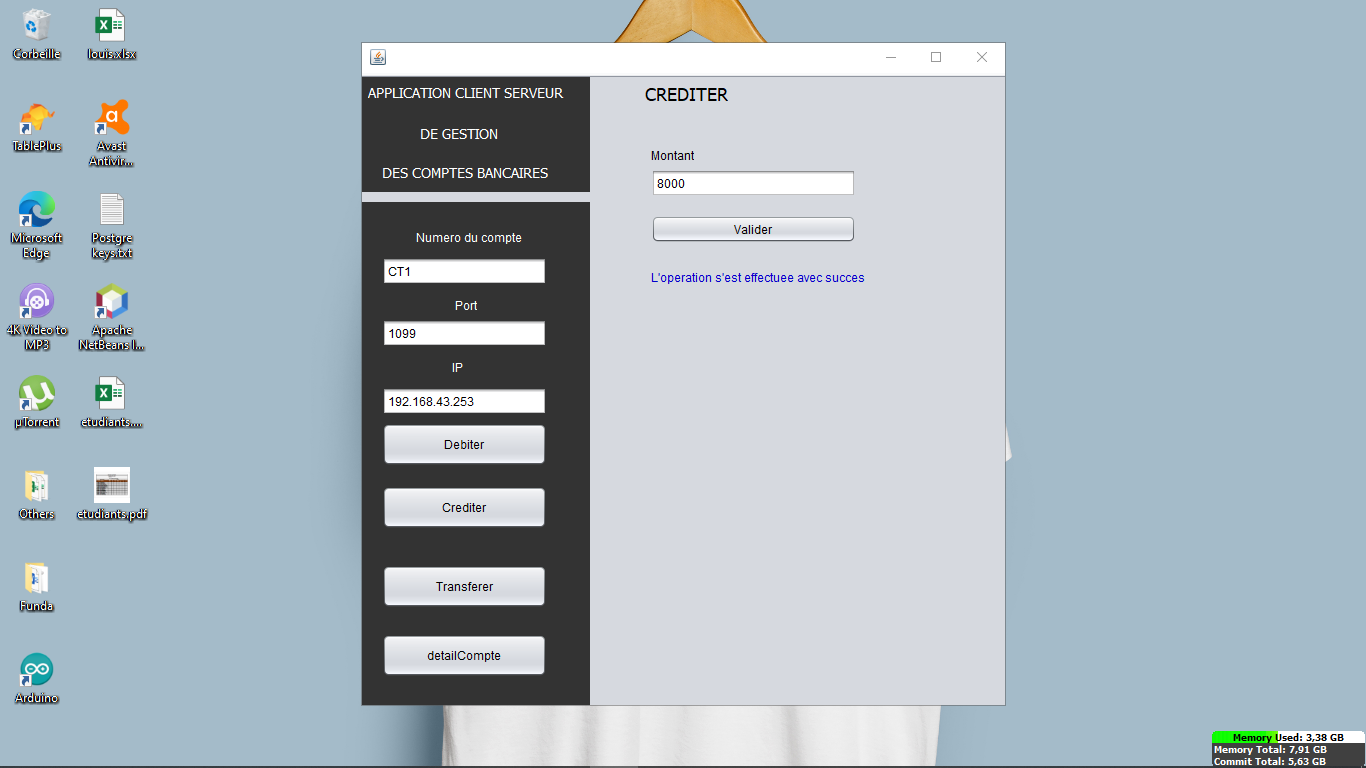 Corbeille
louis.xlsx
TablePlus
Avast
Antivir...
Microsoft
Edge
Postgre
keys.txt
4K Video to
MP3
Apache
NetBeans I...
µTorrent
etudiants....
Others
etudiants.pdf
Funda
Arduino
APPLICATION CLIENT SERVEUR
DE GESTION
DES COMPTES BANCAIRES
Numero du compte
CT1
Port
1099
IP
192.168.43.253
Debiter
Crediter
Transferer
detailCompte
CREDITER
Montant
8000
Valider
L'operation s'est effectuee avec succes
Memory Used: 3,38 GB
Memory Total: 7,91 GB
Commit Total: 5,63 GB